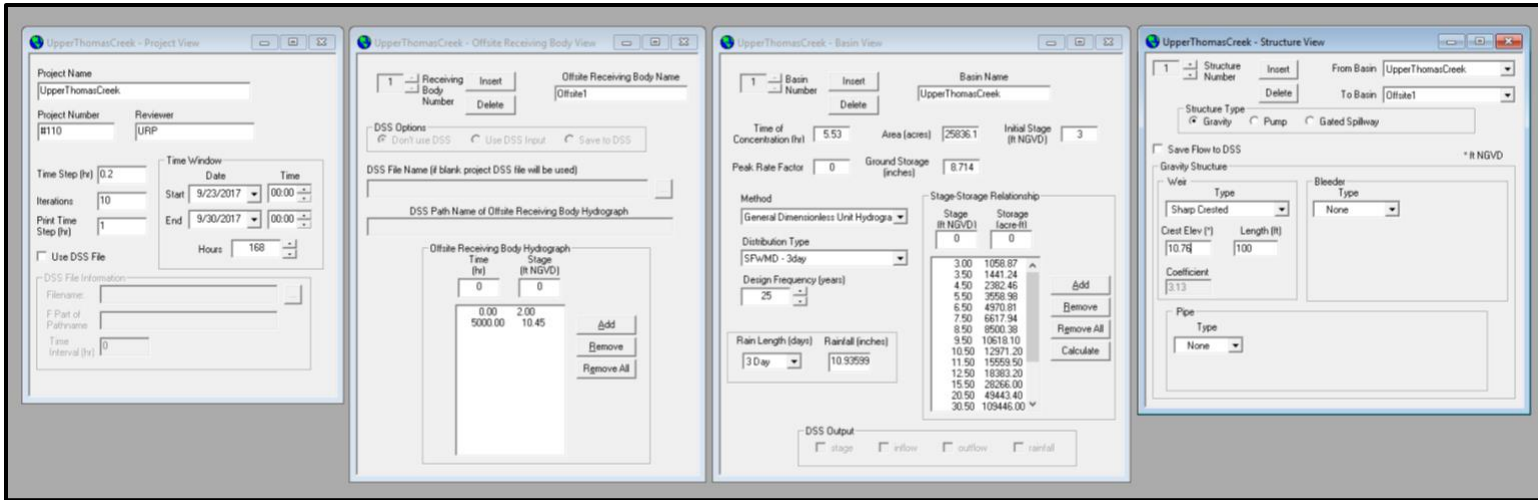 UpperThomasCreek - Project View
Project Name
UpperThomasCreek
Project Number Reviewer
#110 URP
Time Step (hr) 0.2
Iterations 10
Print Time
Step (hr) 1
Use DSS File
Time Window
Date Time
Start 9/23/2017 00:00
End 9/30/2017 00:00
Hours 168
DSS File Information
Filename:
F Part of
Pathname
Time
Interval (hr) 0
UpperThomasCreek - Offsite Receiving Body View
1 Receiving
Body
Number
Insert
Delete
Offsite Receiving Body Name
Offsite1
DSS Options
Don't use DSS Use DSS Input Save to DSS
DSS File Name (if blank project DSS file will be used)
...
DSS Path Name of Offsite Receiving Body Hydrograph
Offsite Receiving Body Hydrograph
Time Stage
(hr) (ft NGVD)
0 0
0.00 2.00
5000.00 10.45
Add
Remove
Remove All
UpperThomasCreek - Basin View
1 Basin
Number
Insert
Delete
Basin Name
UpperThomasCreek
Time of
Concentration (hr) 5.53
Area (acres) 25836.1
Initial Stage
(ft NGVD) 3
Peak Rate Factor 0
Ground Storage
(inches) 8.714
Method
General Dimensionless Unit Hydrogra
Distribution Type
SFWMD - 3day
Design Frequency (years)
25
Rain Length (days) Rainfall (inches)
3 Day 10.93599
Stage-Storage Relationship
Stage Storage
(ft NGVD) (acre-ft)
0 0
3.00 1058.87
3.50 1441.24
4.50 2382.46
5.50 3558.98
6.50 4970.81
7.50 6617.94
8.50 8500.38
9.50 10618.10
10.50 12971.20
11.50 15559.50
12.50 18383.20
15.50 28266.00
20.50 49443.40
30.50 109446.00
Add
Remove
Remove All
Calculate
DSS Output
stage inflow outflow rainfall
UpperThomasCreek - Structure View
1 Structure
Number
Insert
Delete
From Basin UpperThomasCreek
To Basin Offsite1
Structure Type
Gravity Pump Gated Spillway
Save Flow to DSS
* ft NGVD
Gravity Structure
Weir
Type
Sharp Crested
Crest Elev (*) Length (ft)
10.76 100
Coefficient
3.13
Bleeder
Type
None
Pipe
Type
None